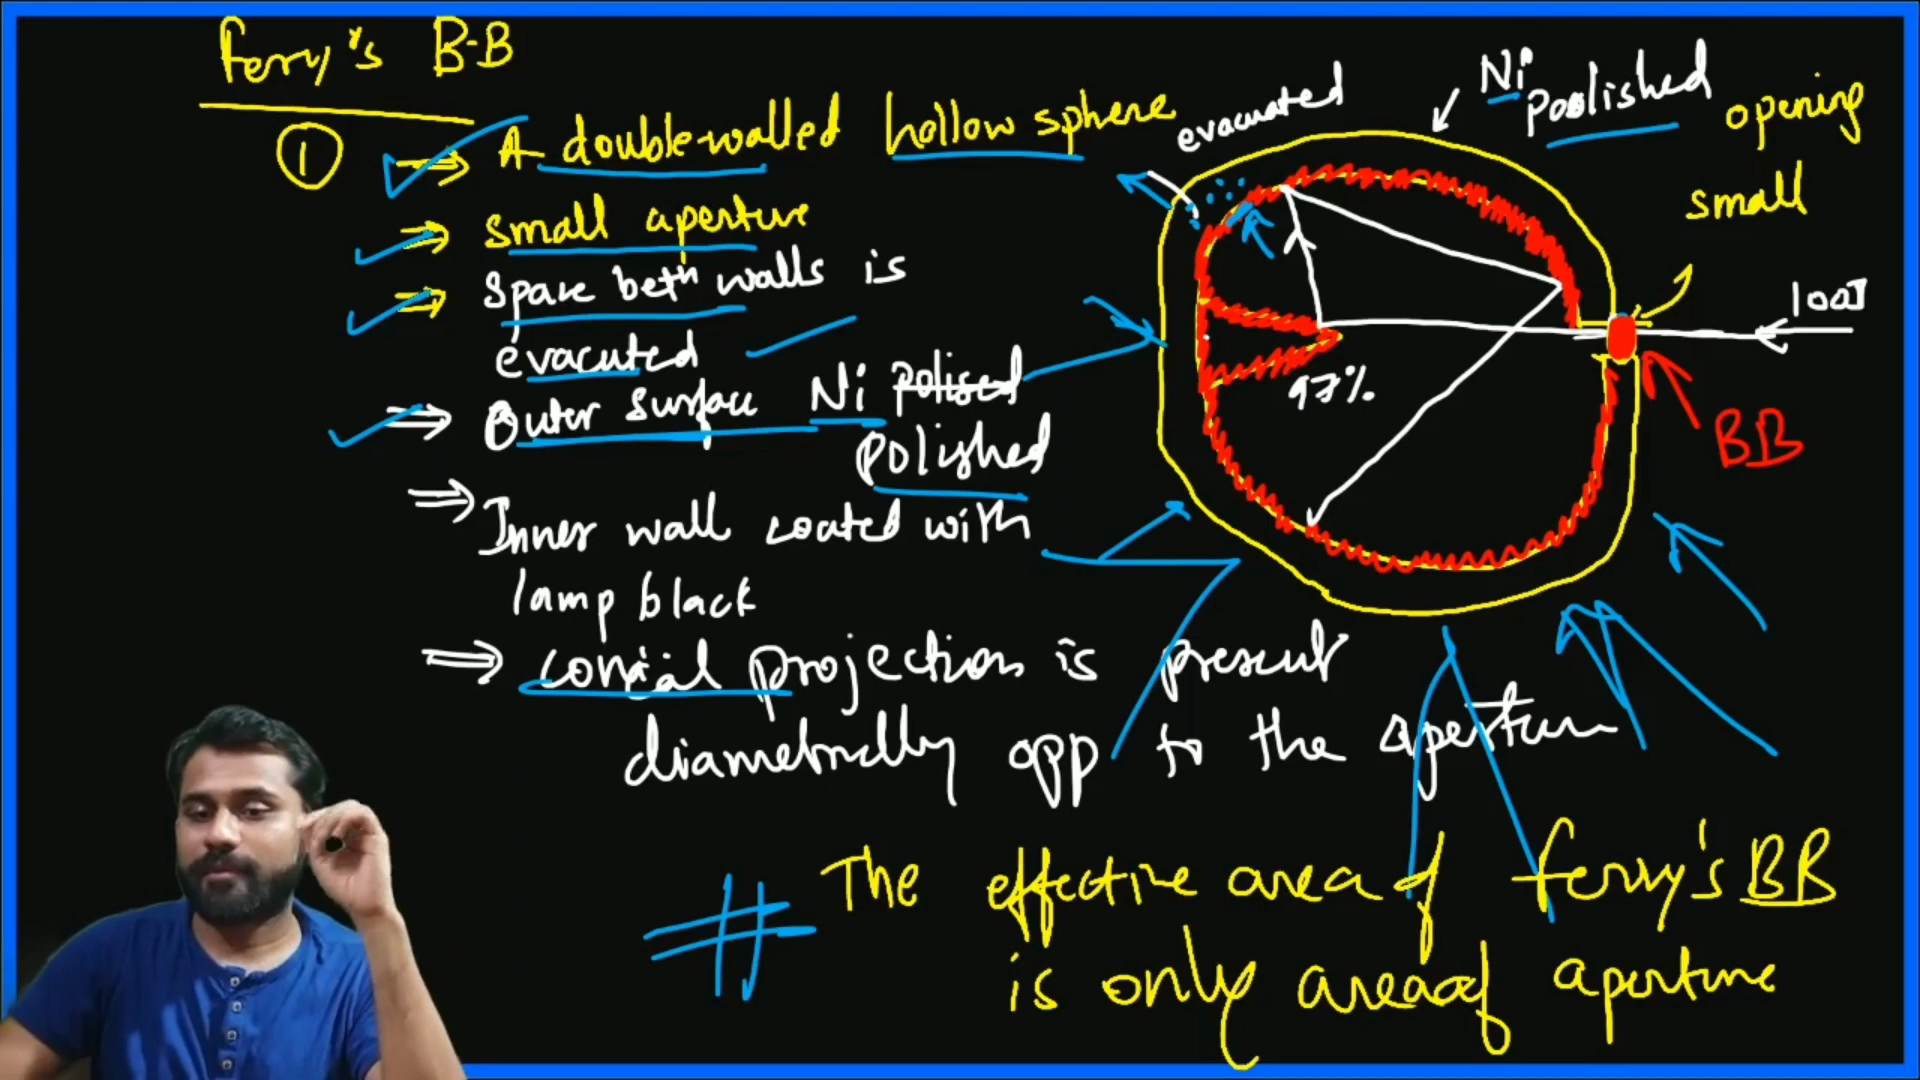 Ferry's B-B
① ⇒ A double-walled hollow sphere
⇒ small aperture
⇒ Space betⁿ walls is
evacuted
⇒ Outer surface Ni polised
polished
⇒ Inner wall coated with
lamp black
⇒ conical projection is present
diametrically opp to the aperture
# The effective area of ferry's BB
is only area of aperture
evacuated
Ni
poolished
opening
small
100J
97%
BB